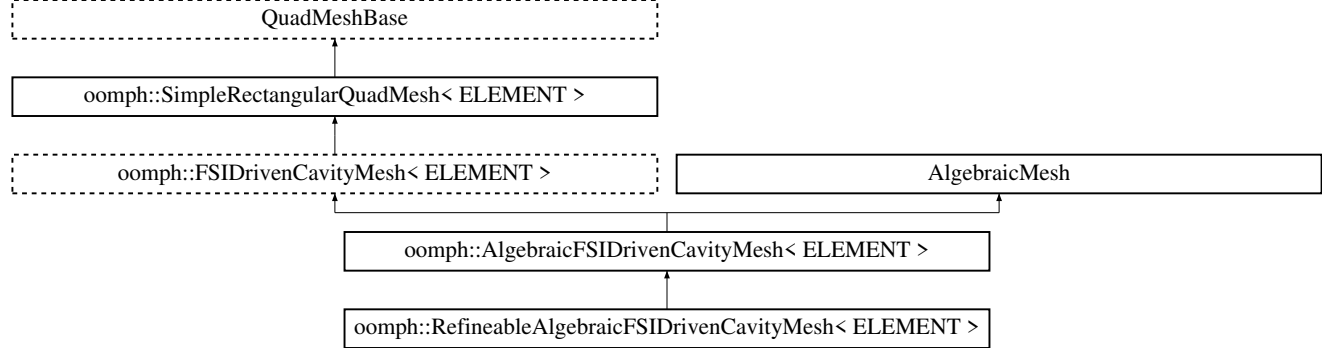 QuadMeshBase
oomph::SimpleRectangularQuadMesh< ELEMENT >
oomph::FSIDrivenCavityMesh< ELEMENT >
AlgebraicMesh
oomph::AlgebraicFSIDrivenCavityMesh< ELEMENT >
oomph::RefineableAlgebraicFSIDrivenCavityMesh< ELEMENT >